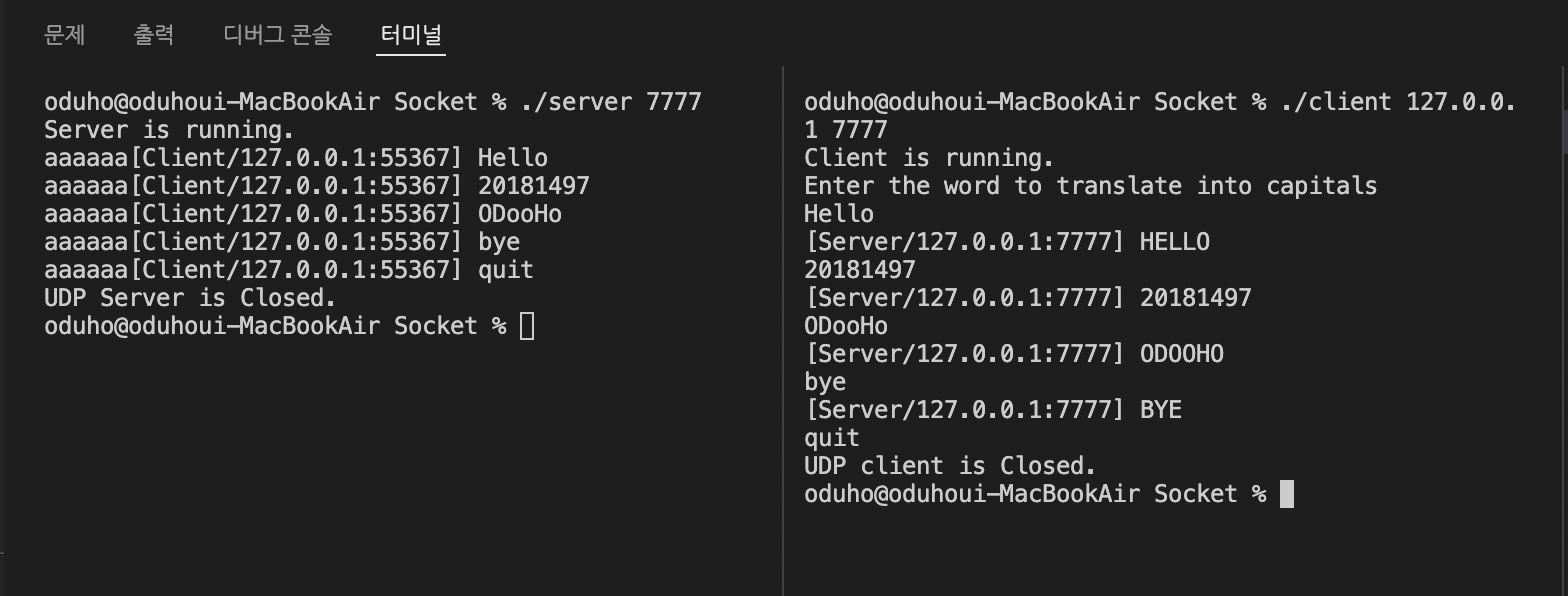 문제 출력 디버그 콘솔 터미널
oduho@oduhoui-MacBookAir Socket % ./server 7777
Server is running.
aaaaaa[Client/127.0.0.1:55367] Hello
aaaaaa[Client/127.0.0.1:55367] 20181497
aaaaaa[Client/127.0.0.1:55367] ODooHo
aaaaaa[Client/127.0.0.1:55367] bye
aaaaaa[Client/127.0.0.1:55367] quit
UDP Server is Closed.
oduho@oduhoui-MacBookAir Socket %
oduho@oduhoui-MacBookAir Socket % ./client 127.0.0.
1 7777
Client is running.
Enter the word to translate into capitals
Hello
[Server/127.0.0.1:7777] HELLO
20181497
[Server/127.0.0.1:7777] 20181497
ODooHo
[Server/127.0.0.1:7777] ODOOHO
bye
[Server/127.0.0.1:7777] BYE
quit
UDP client is Closed.
oduho@oduhoui-MacBookAir Socket %